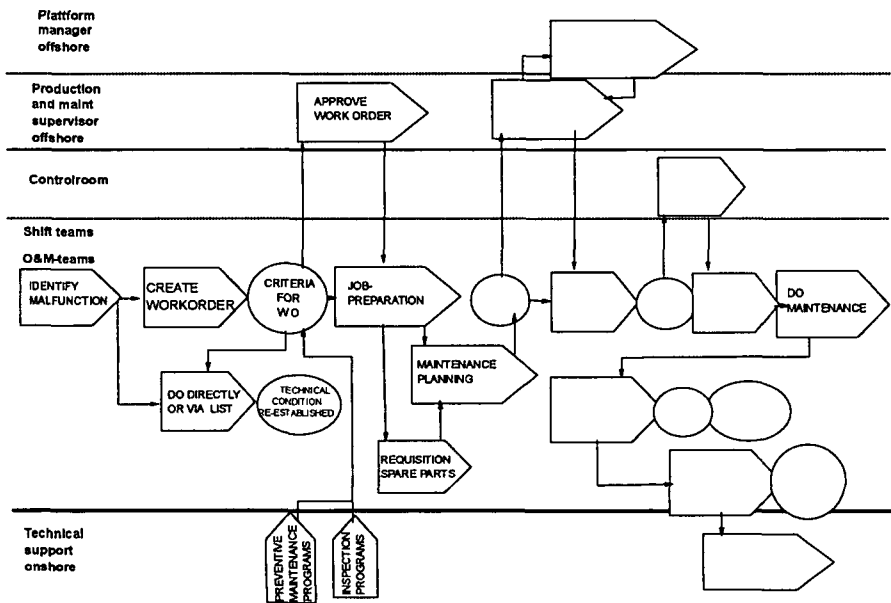 Plattform
manager
offshore
Production
and maint
supervisor
offshore
APPROVE
WORK ORDER
Controlroom
Shift teams
O&M-teams
IDENTIFY
MALFUNCTION
CREATE
WORKORDER
CRITERIA
FOR
WO
JOB-
PREPARATION
DO
MAINTENANCE
MAINTENANCE
PLANNING
DO DIRECTLY
OR VIA LIST
TECHNICAL
CONDITION
RE-ESTABLISHED
REQUISITION
SPARE PARTS
Technical
support
onshore
PREVENTIVE
MAINTENANCE
PROGRAMS
INSPECTION
PROGRAMS